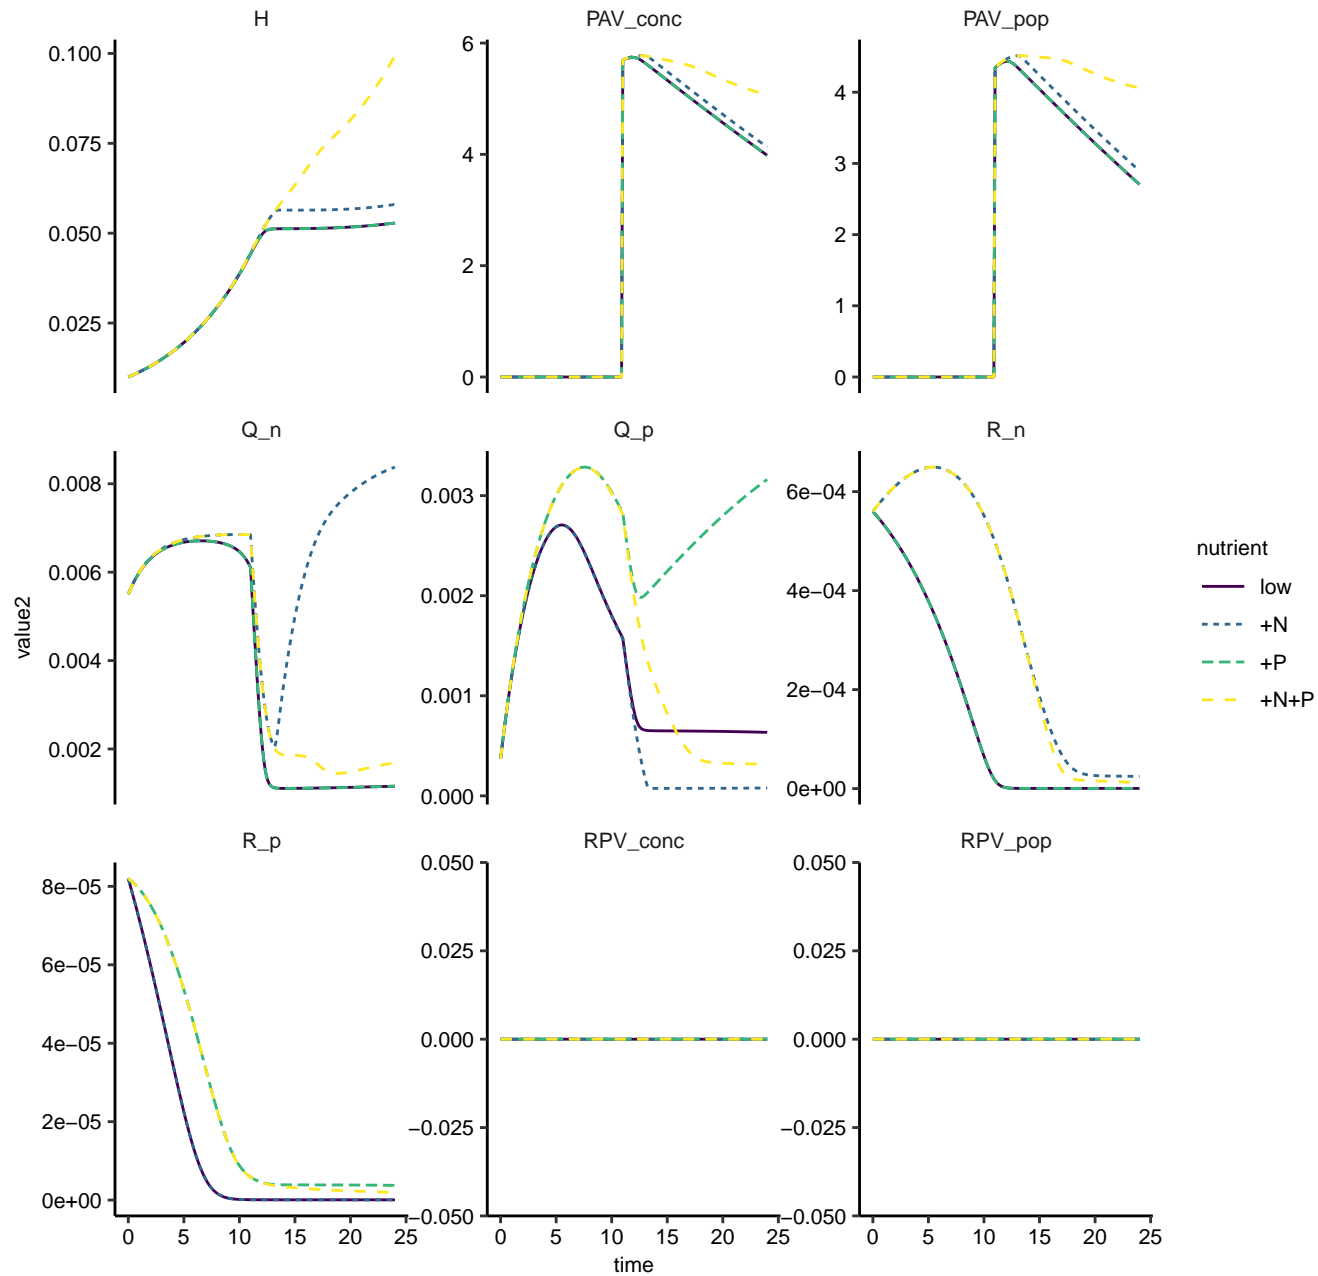 H
PAV_conc
PAV_pop
0.100
0.075
0.050
0.025
6
4
2
0
4
3
2
1
0
Q_n
Q_p
R_n
0.008
0.006
0.004
0.002
0.003
0.002
0.001
0.000
6e−04
4e−04
2e−04
0e+00
value2
nutrient
low
+N
+P
+N+P
R_p
RPV_conc
RPV_pop
8e−05
6e−05
4e−05
2e−05
0e+00
0.050
0.025
0.000
−0.025
−0.050
0.050
0.025
0.000
−0.025
−0.050
0 5 10 15 20 25
0 5 10 15 20 25
0 5 10 15 20 25
time